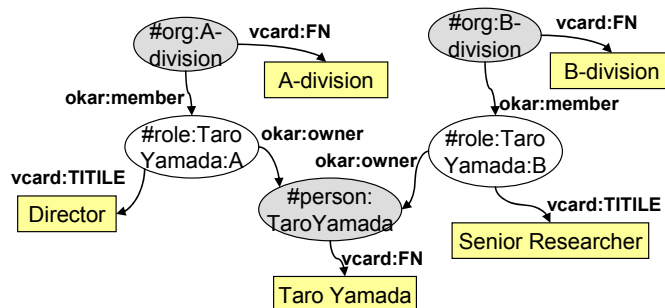 #org:A-
division
vcard:FN
A-division
okar:member
#role:Taro
Yamada:A
okar:owner
vcard:TITILE
Director
#org:B-
division
vcard:FN
B-division
okar:member
#role:Taro
Yamada:B
okar:owner
vcard:TITILE
Senior Researcher
#person:
TaroYamada
vcard:FN
Taro Yamada